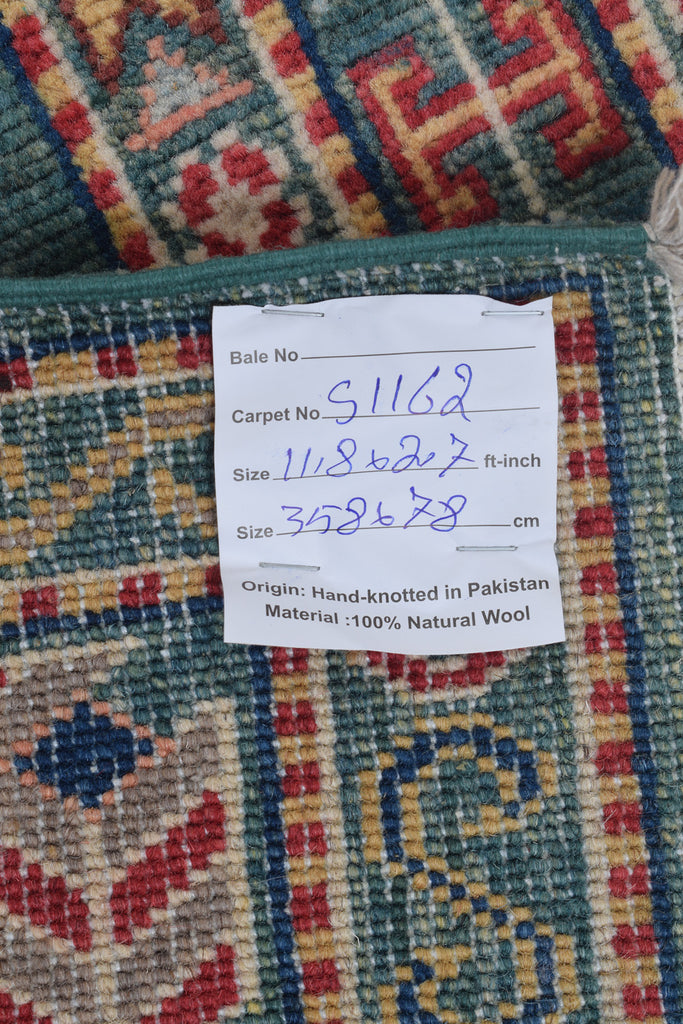 Bale No
Carpet No S1162
Size 11.8x2.7 ft-inch
Size 358x78 cm
Origin: Hand-knotted in Pakistan
Material :100% Natural Wool